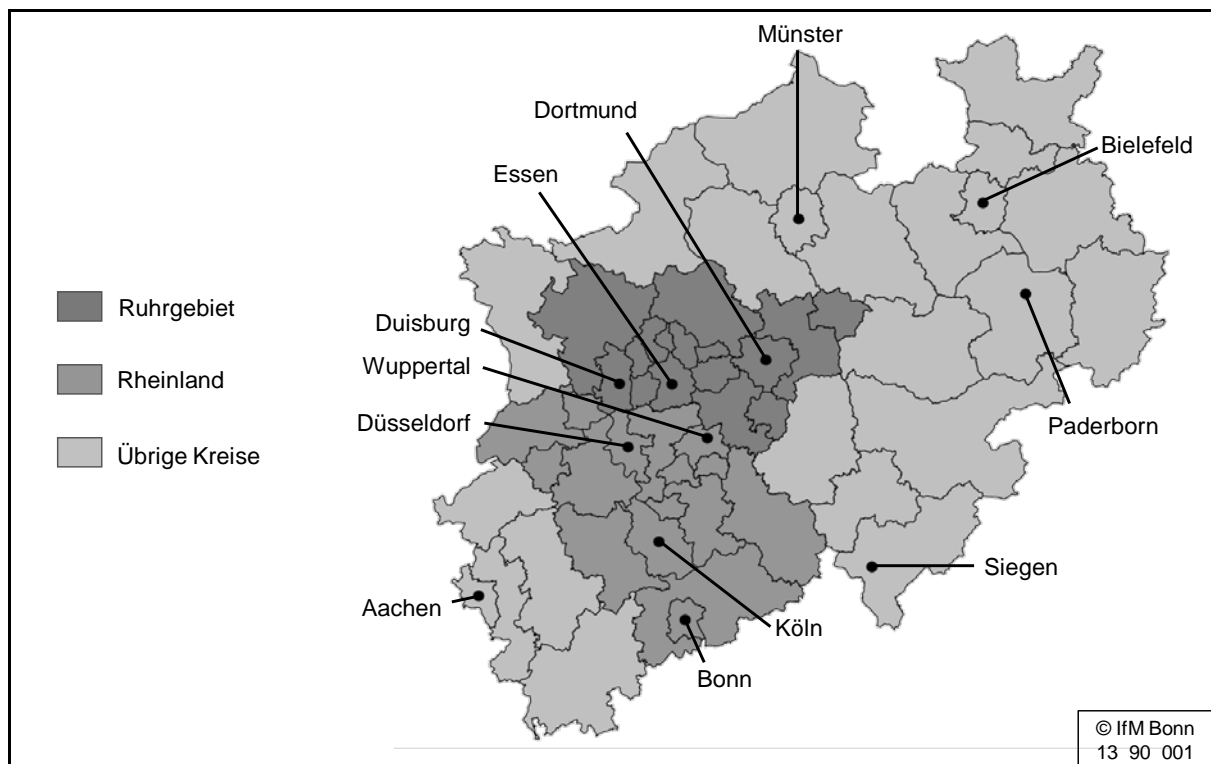 Münster
Dortmund
Bielefeld
Essen
Ruhrgebiet
Duisburg
Wuppertal
Rheinland
Düsseldorf
Paderborn
Übrige Kreise
Siegen
Aachen
Köln
Bonn
© IfM Bonn
13 90 001